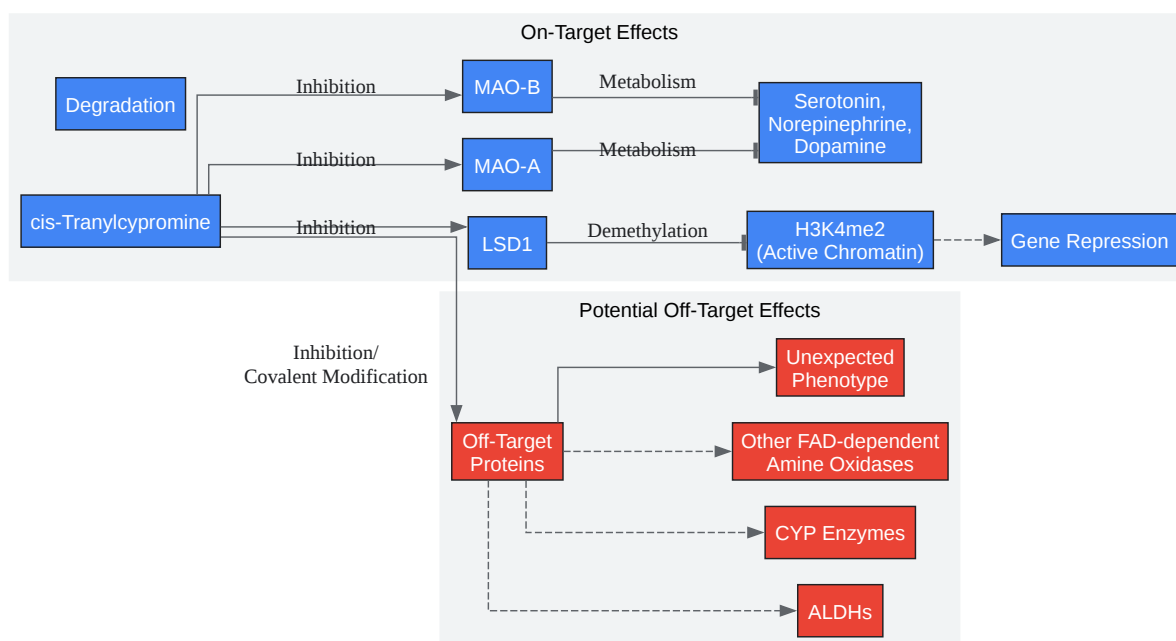 On-Target Effects
Degradation
Inhibition
MAO-B
Metabolism
Serotonin,
Norepinephrine,
Dopamine
Inhibition
MAO-A
Metabolism
cis-Tranylcypromine
Inhibition
LSD1
Demethylation
H3K4me2
(Active Chromatin)
Gene Repression
Potential Off-Target Effects
Inhibition/
Covalent Modification
Unexpected
Phenotype
Off-Target
Proteins
Other FAD-dependent
Amine Oxidases
CYP Enzymes
ALDHs